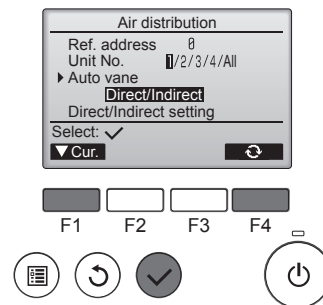 Air distribution
Ref. address 0
Unit No. 1/2/3/4/All
Auto vane
Direct/Indirect
Direct/Indirect setting
Select: ✓
▼Cur.
F1 F2 F3 F4